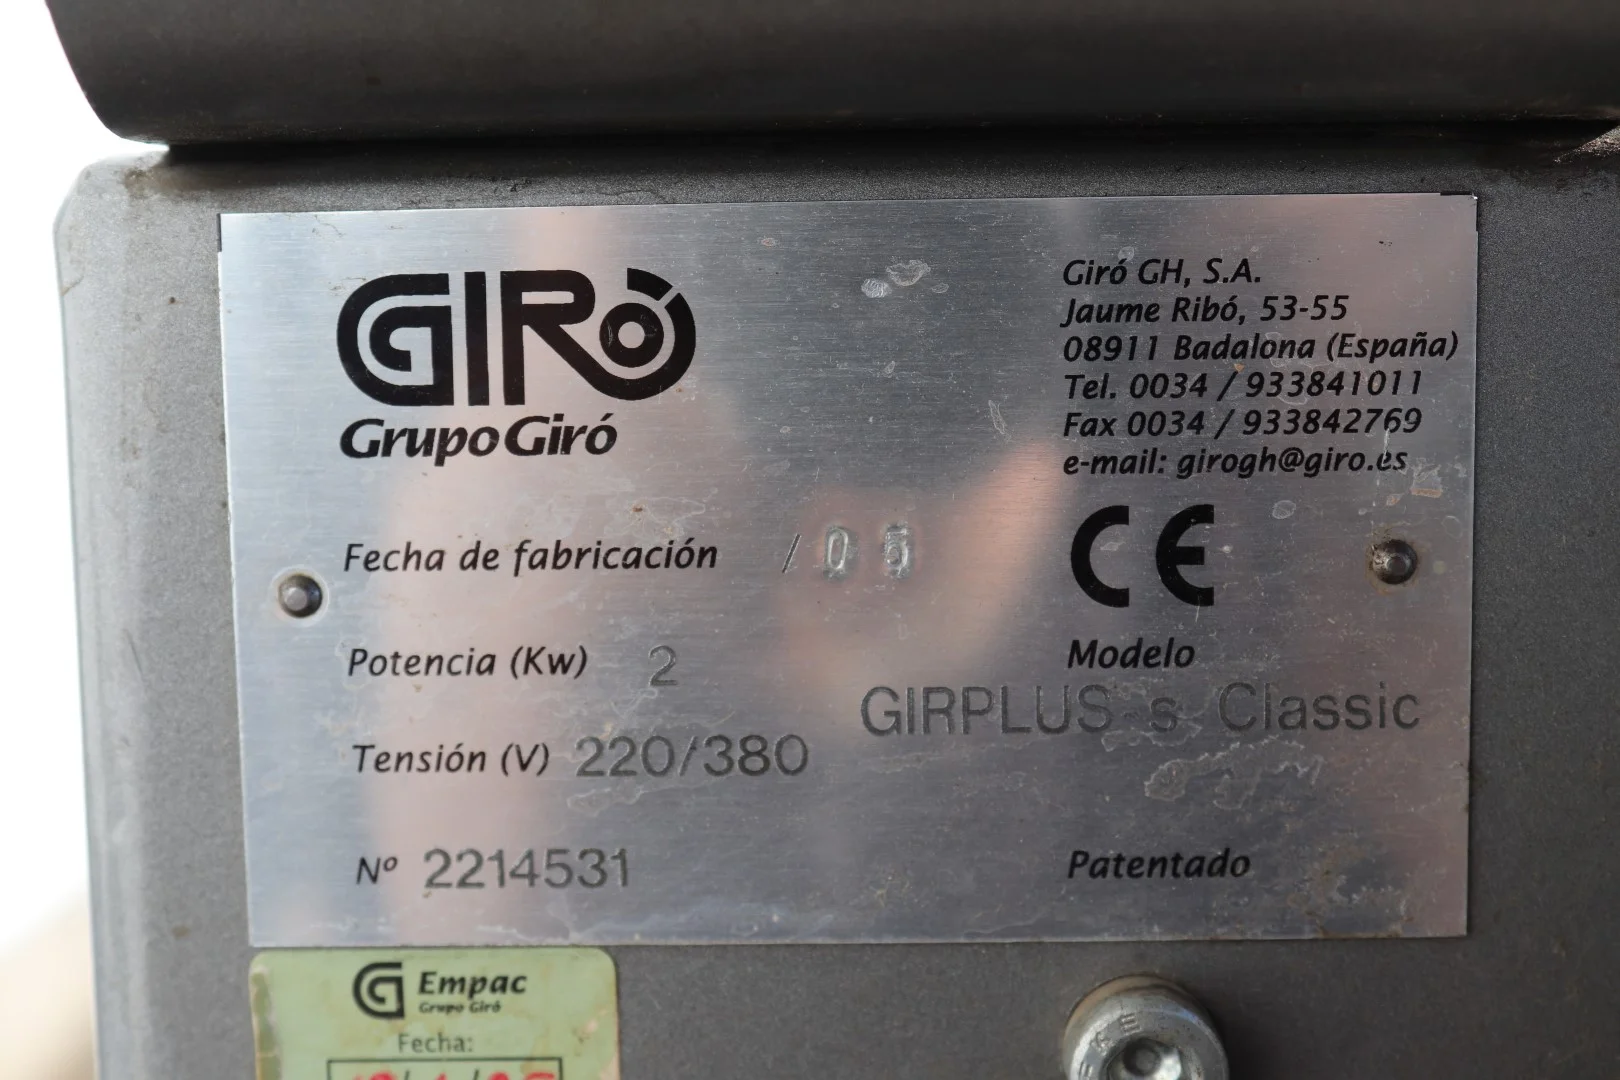 GIRÓ
Grupo Giró
Giró GH, S.A.
Jaume Ribó, 53-55
08911 Badalona (España)
Tel. 0034 / 933841011
Fax 0034 / 933842769
e-mail: girogh@giro.es
Fecha de fabricación / 05
CE
Potencia (Kw) 2
Modelo
GIRPLUS s Classic
Tensión (V) 220/380
Nº 2214531
Patentado
Empac
Grupo Giró
Fecha: